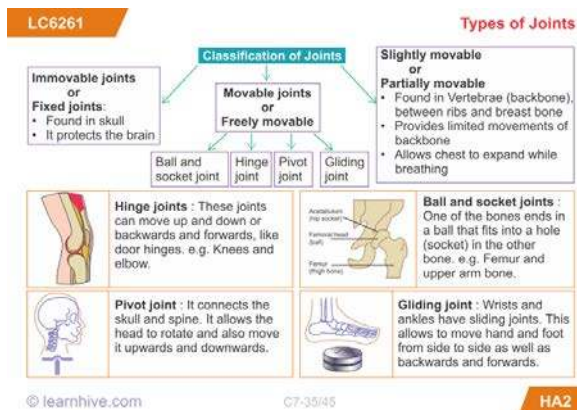 LC6261
Types of Joints
Classification of Joints
Immovable joints
or
Fixed joints:
• Found in skull
• It protects the brain
Movable joints
or
Freely movable
Slightly movable
or
Partially movable
• Found in Vertebrae (backbone),
between ribs and breast bone
• Provides limited movements of
backbone
• Allows chest to expand while
breathing
Ball and
socket joint
Hinge
joint
Pivot
joint
Gliding
joint
Hinge joints : These joints
can move up and down or
backwards and forwards, like
door hinges. e.g. Knees and
elbow.
Acetabulum
(hip socket)
Femoral head
(ball)
Femur
(thigh bone)
Ball and socket joints :
One of the bones ends in
a ball that fits into a hole
(socket) in the other
bone. e.g. Femur and
upper arm bone.
Pivot joint : It connects the
skull and spine. It allows the
head to rotate and also move
it upwards and downwards.
Gliding joint : Wrists and
ankles have sliding joints. This
allows to move hand and foot
from side to side as well as
backwards and forwards.
© learnhive.com
C7-35/45
HA2